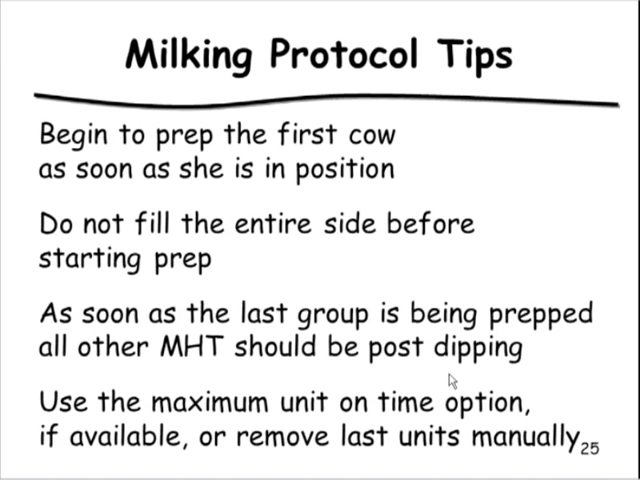 Milking Protocol Tips
Begin to prep the first cow
as soon as she is in position
Do not fill the entire side before
starting prep
As soon as the last group is being prepped
all other MHT should be post dipping
Use the maximum unit on time option,
if available, or remove last units manually
25